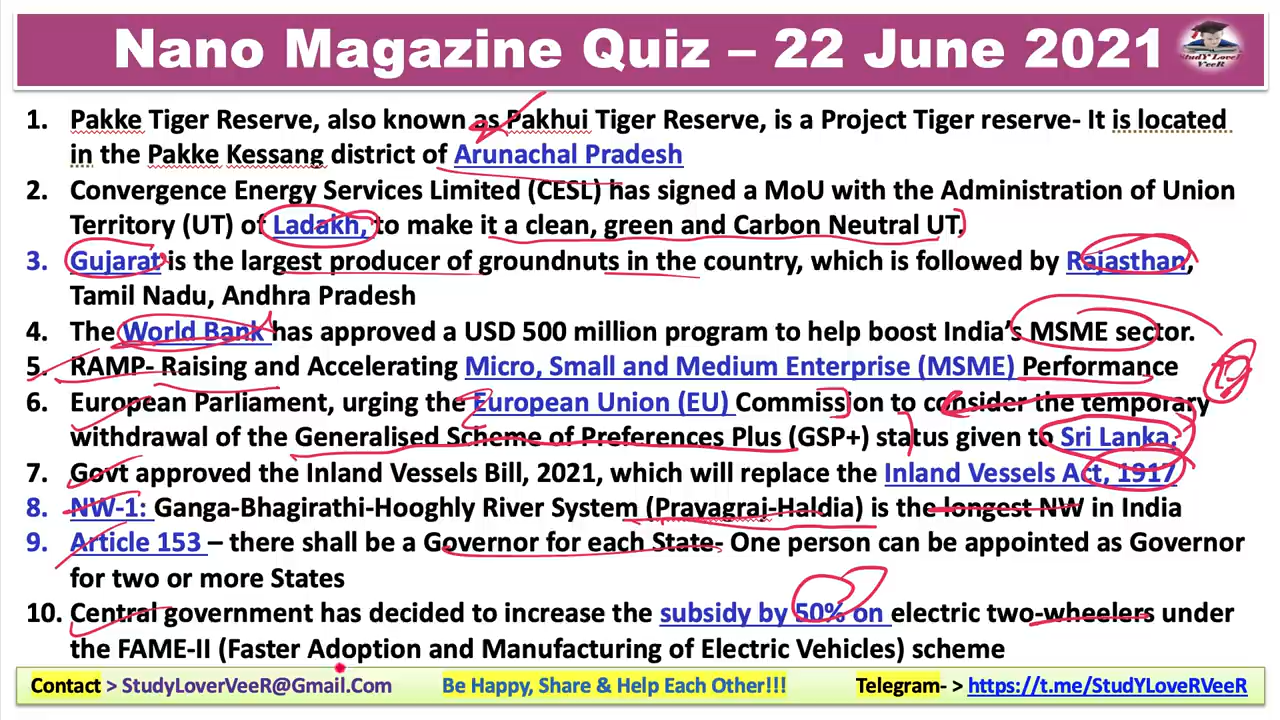 Nano Magazine Quiz – 22 June 2021
StudY LoveR
VeeR
1. Pakke Tiger Reserve, also known as Pakhui Tiger Reserve, is a Project Tiger reserve- It is located
in the Pakke Kessang district of Arunachal Pradesh
2. Convergence Energy Services Limited (CESL) has signed a MoU with the Administration of Union
Territory (UT) of Ladakh, to make it a clean, green and Carbon Neutral UT.
3. Gujarat is the largest producer of groundnuts in the country, which is followed by Rajasthan,
Tamil Nadu, Andhra Pradesh
4. The World Bank has approved a USD 500 million program to help boost India's MSME sector.
5. RAMP- Raising and Accelerating Micro, Small and Medium Enterprise (MSME) Performance
6. European Parliament, urging the European Union (EU) Commission to consider the temporary
withdrawal of the Generalised Scheme of Preferences Plus (GSP+) status given to Sri Lanka.
7. Govt approved the Inland Vessels Bill, 2021, which will replace the Inland Vessels Act, 1917
8. NW-1: Ganga-Bhagirathi-Hooghly River System (Prayagraj-Haldia) is the longest NW in India
9. Article 153 – there shall be a Governor for each State- One person can be appointed as Governor
for two or more States
10. Central government has decided to increase the subsidy by 50% on electric two-wheelers under
the FAME-II (Faster Adoption and Manufacturing of Electric Vehicles) scheme
Contact > StudyLoverVeeR@Gmail.Com Be Happy, Share & Help Each Other!!! Telegram- > https://t.me/StudYLoveRVeeR